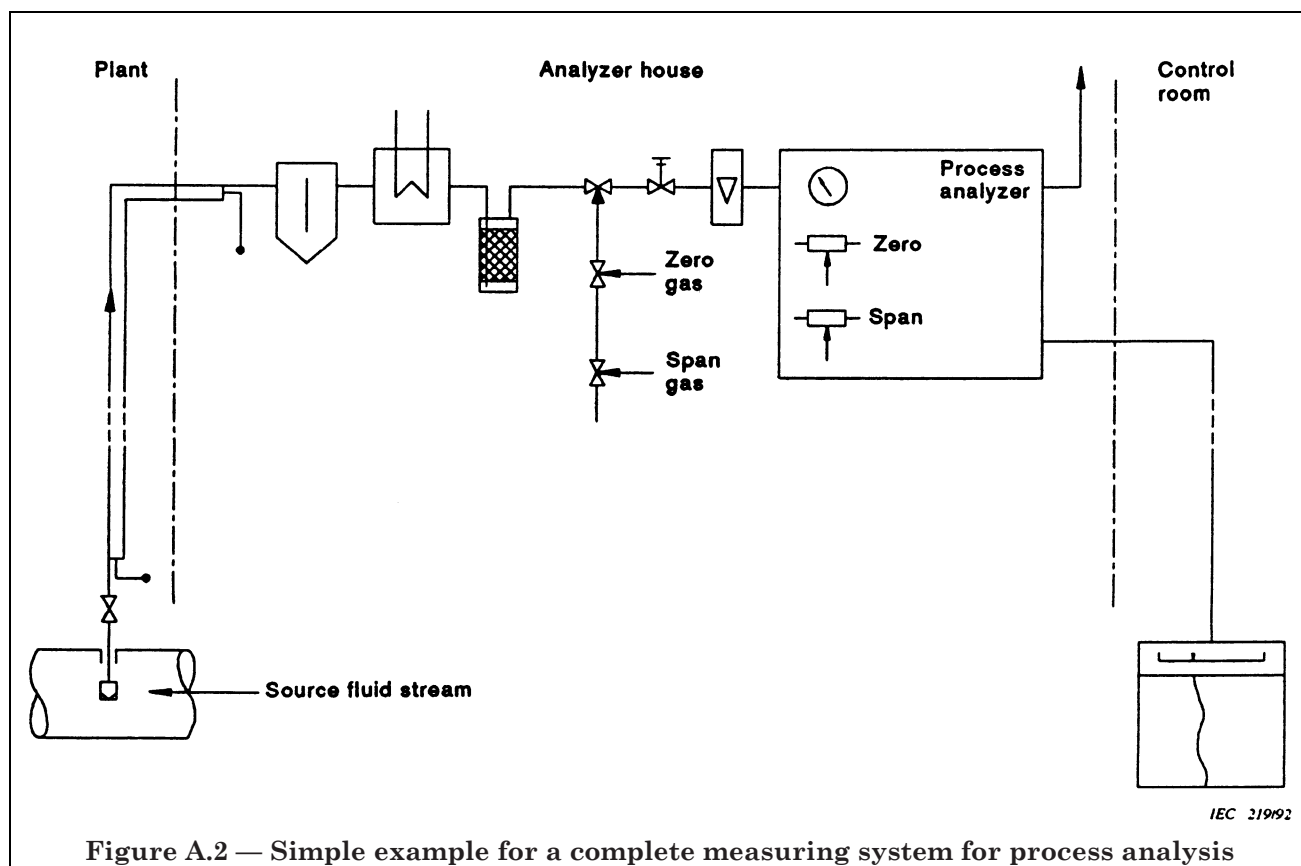 Plant
Analyzer house
Control
room
Process
analyzer
Zero
Span
Zero
gas
Span
gas
Source fluid stream
IEC 219/92
Figure A.2 — Simple example for a complete measuring system for process analysis